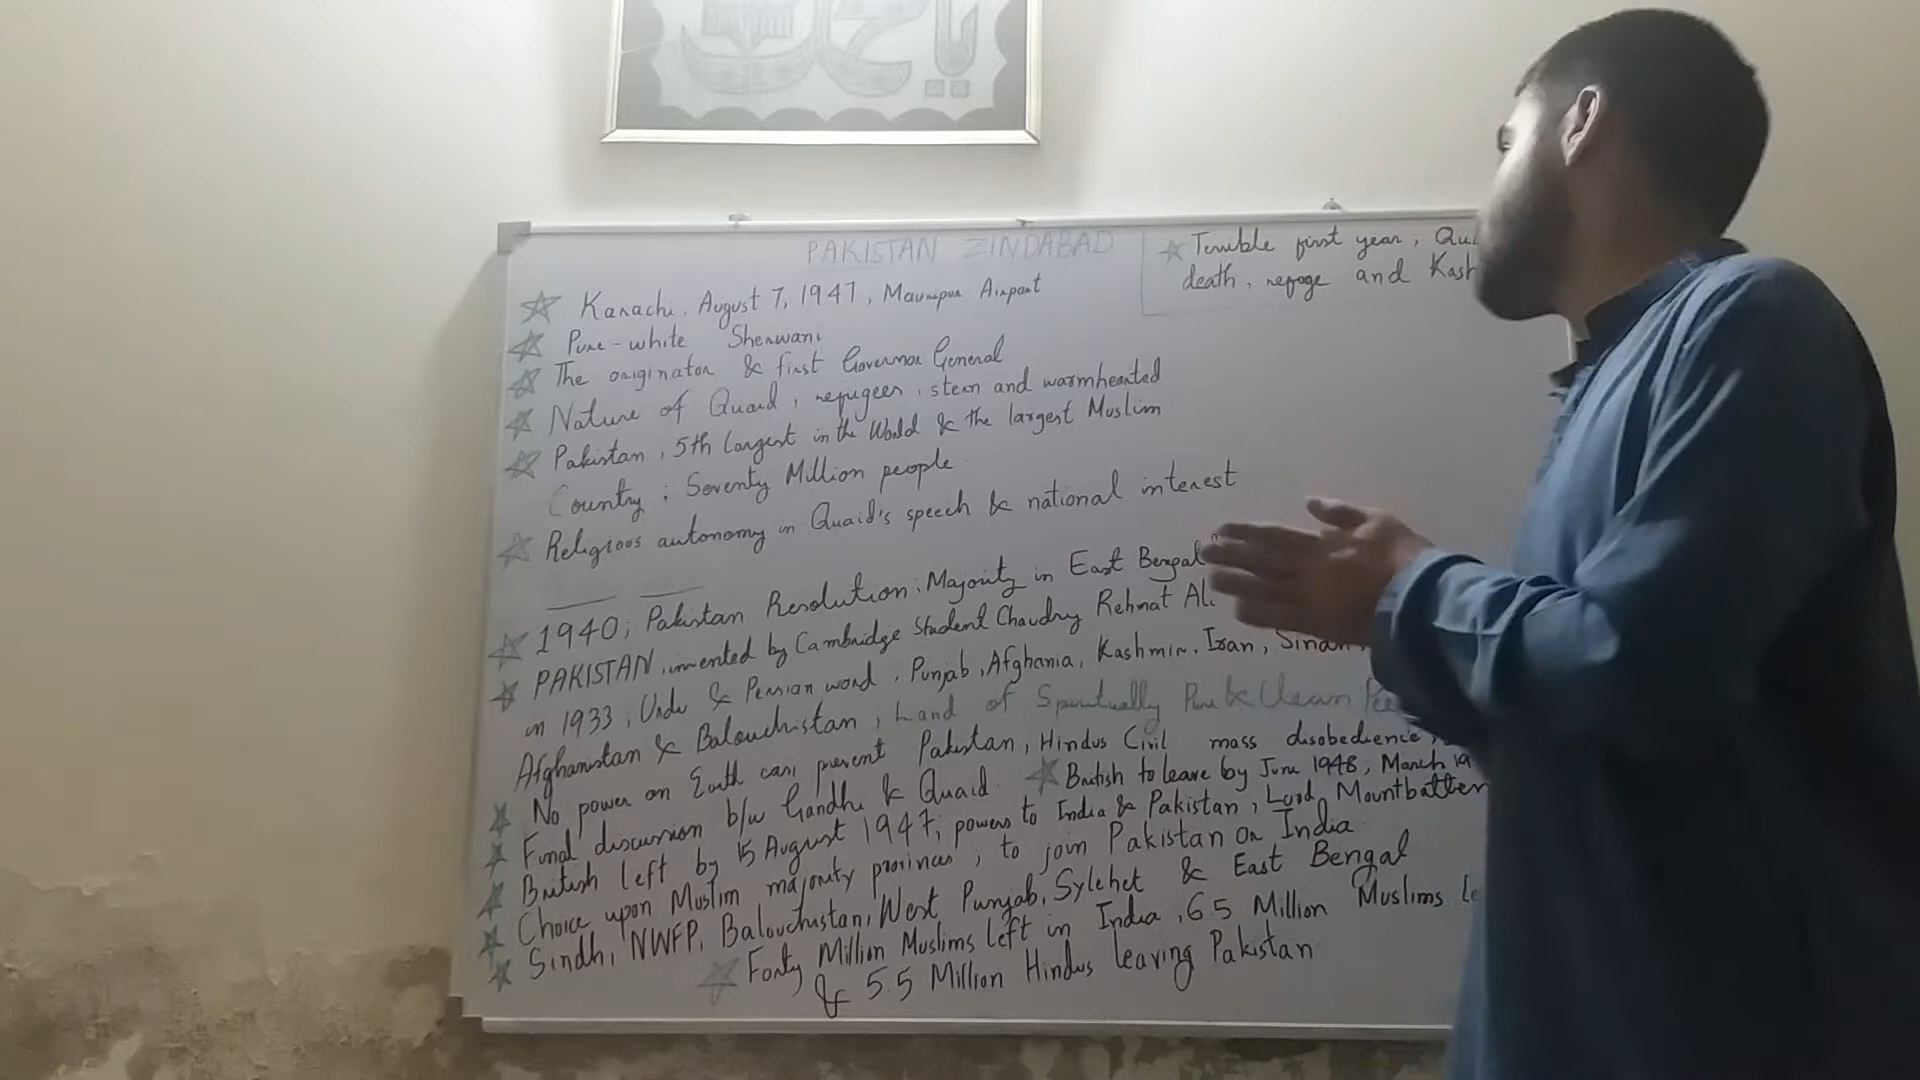 يا محمد
PAKISTAN ZINDABAD
Terrible first year, Qu
death, refoge and Kash
Karachi. August 7, 1947, Mauripur Airport
Pure-white Sherwani
The originator & first Governor General
Nature of Quaid, refugees, stern and warmhearted
Pakistan, 5th Largest in the World & the largest Muslim
Country; Seventy Million people
Religioos autonomy in Quaid's speech & national interest
1940; Pakistan Resolution. Majority in East Bengal
PAKISTAN, invented by Cambridge Student Chaudry Rehmat Al
in 1933, Urdu & Persian word, Punjab, Afghania, Kashmir, Iran, Sindh
Afghanistan & Balouchistan, Land of Spiritually Pure & Clean Pe
No power on Earth can prevent Pakistan, Hindus Civil mass disobedience,
Final discussion b/w Gandhi & Quaid. British to leave by June 1948, March 19
British left by 15 August 1947; powers to India & Pakistan, Lord Mountbatten
Choice upon Muslim majority provinces; to join Pakistan or India
Sindh, NWFP, Balouchistan, West Punjab, Sylehet & East Bengal
Forty Million Muslims left in India, 65 Million Muslims le
& 5.5 Million Hindus leaving Pakistan